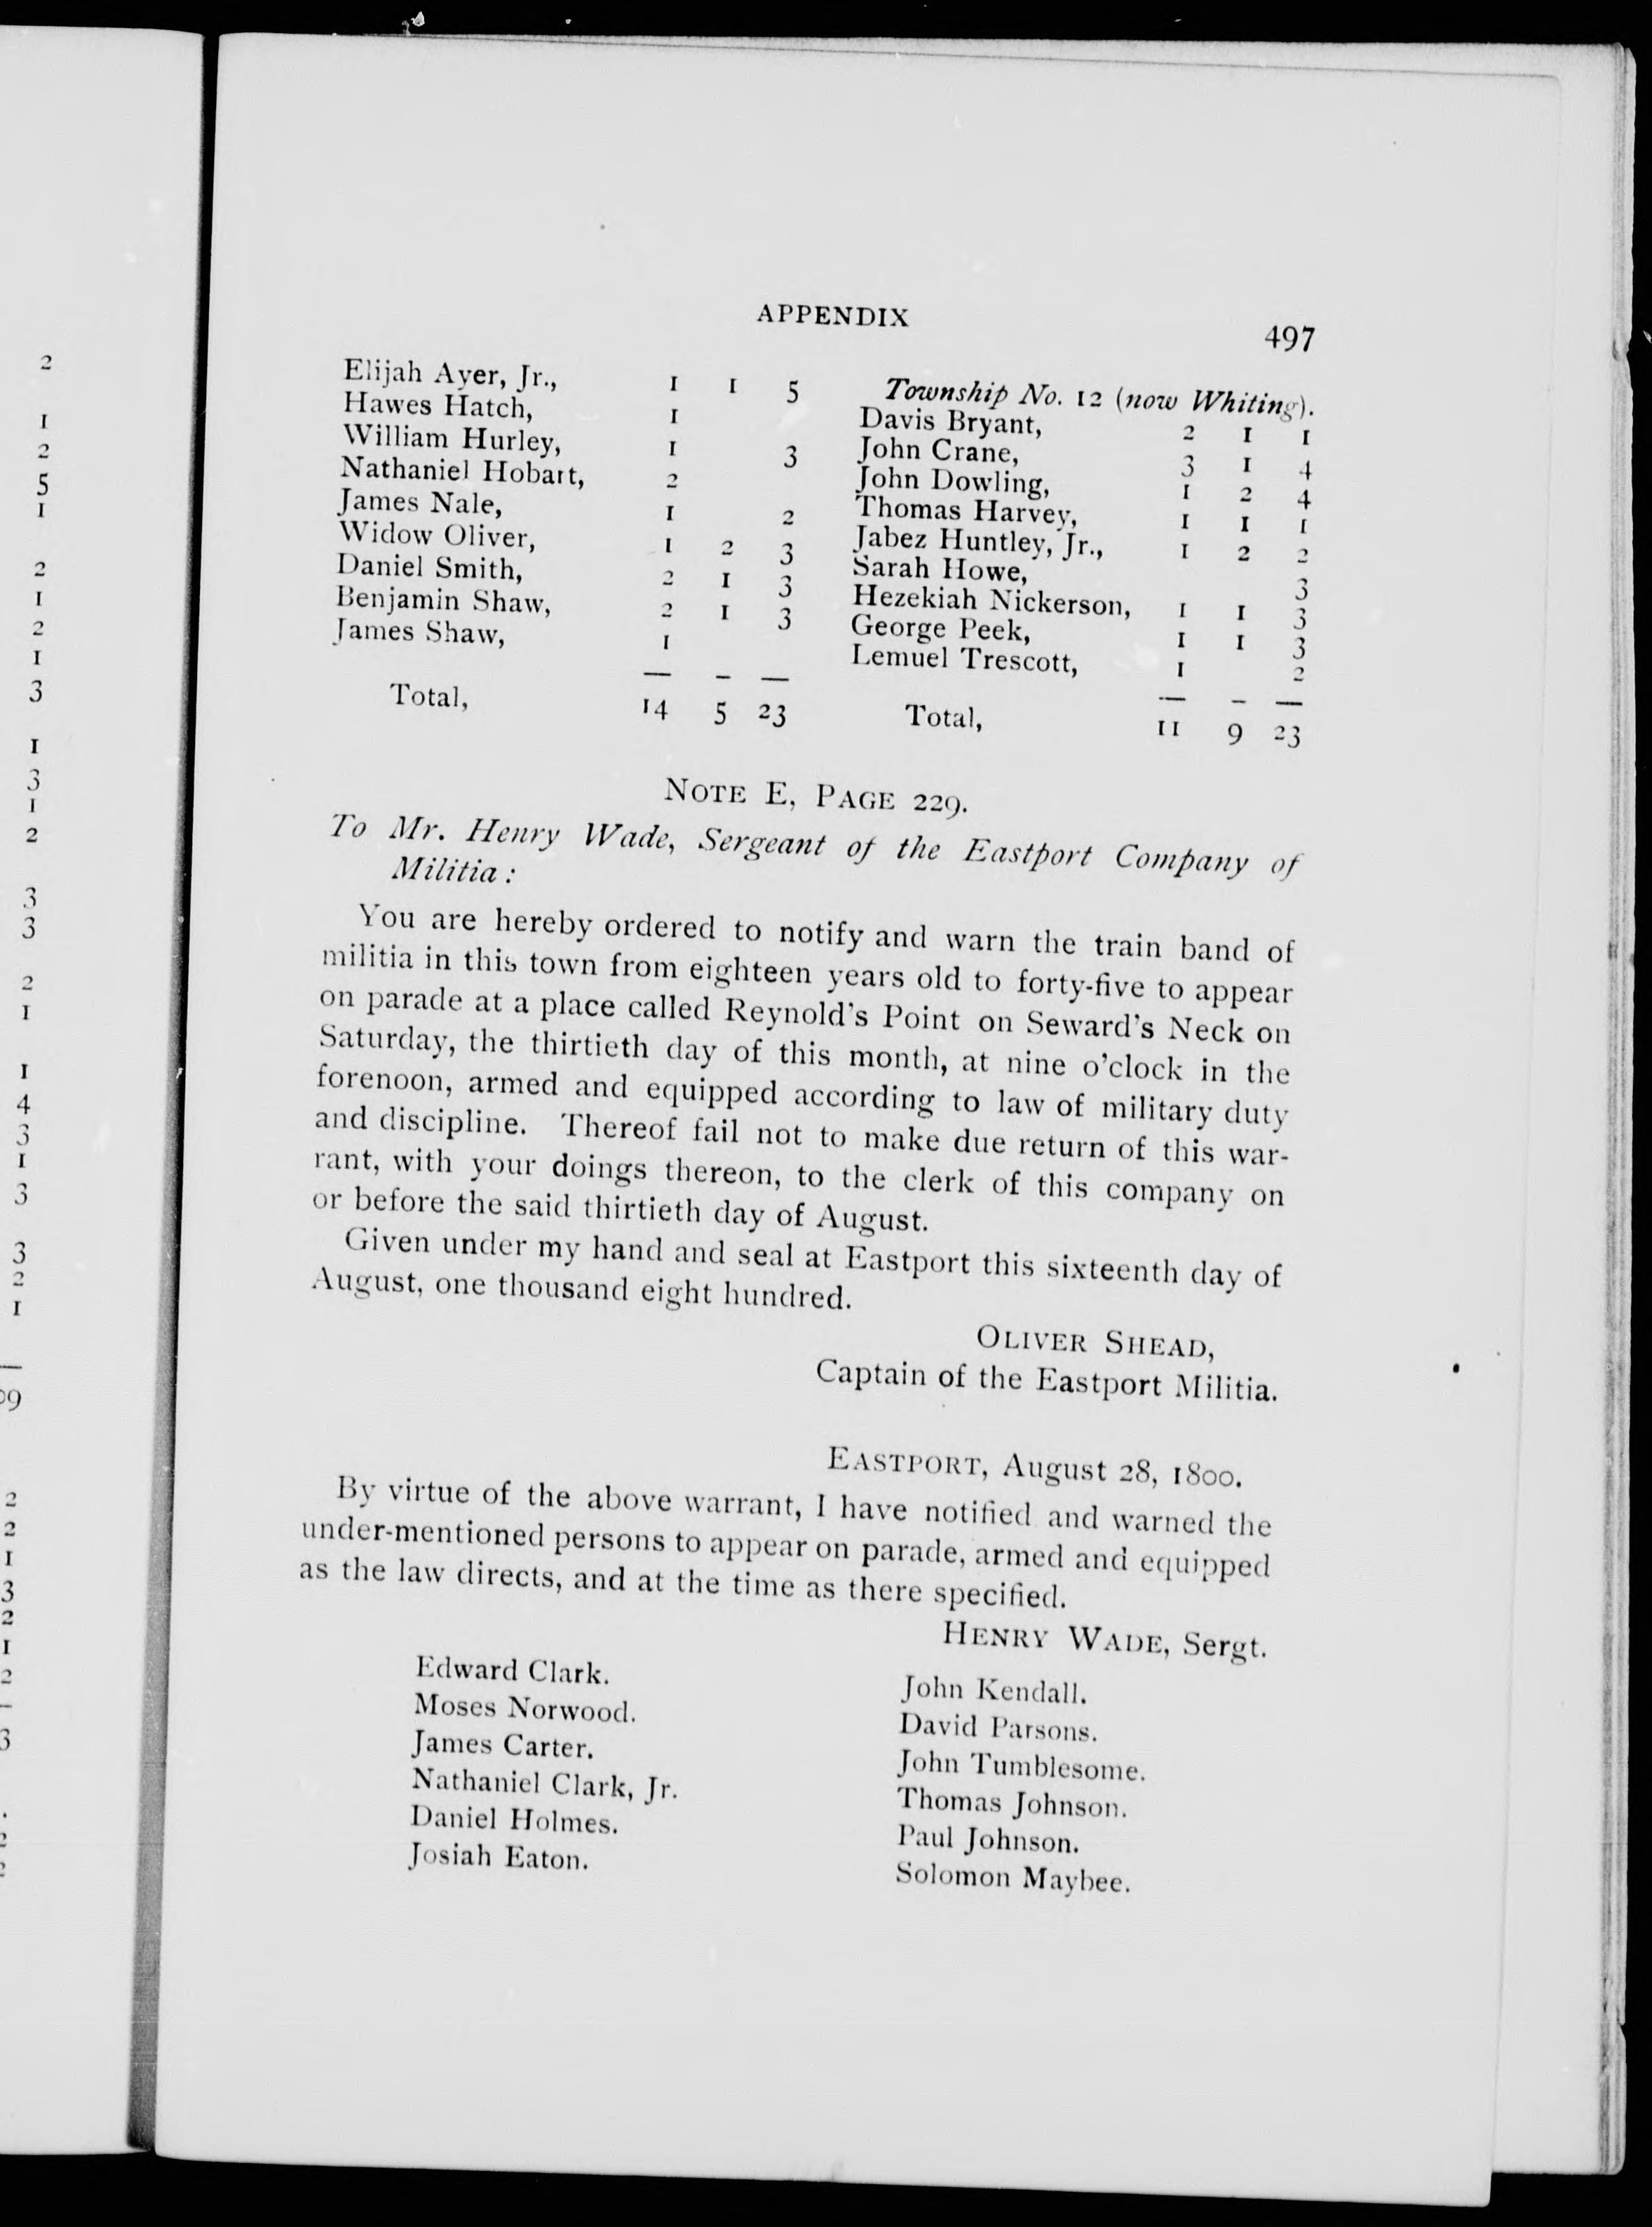 APPENDIX 497
Elijah Ayer, Jr., 1 1 5
Hawes Hatch, 1
William Hurley, 1 3
Nathaniel Hobart, 2
James Nale, 1 2
Widow Oliver, 1 2 3
Daniel Smith, 2 1 3
Benjamin Shaw, 2 1 3
James Shaw, 1
— - —
Total, 14 5 23
Township No. 12 (now Whiting).
Davis Bryant, 2 1 1
John Crane, 3 1 4
John Dowling, 1 2 4
Thomas Harvey, 1 1 1
Jabez Huntley, Jr., 1 2 2
Sarah Howe, 3
Hezekiah Nickerson, 1 1 3
George Peek, 1 1 3
Lemuel Trescott, 1 2
— - —
Total, 11 9 23
NOTE E, PAGE 229.
To Mr. Henry Wade, Sergeant of the Eastport Company of
Militia:
You are hereby ordered to notify and warn the train band of
militia in this town from eighteen years old to forty-five to appear
on parade at a place called Reynold's Point on Seward's Neck on
Saturday, the thirtieth day of this month, at nine o'clock in the
forenoon, armed and equipped according to law of military duty
and discipline. Thereof fail not to make due return of this war-
rant, with your doings thereon, to the clerk of this company on
or before the said thirtieth day of August.
Given under my hand and seal at Eastport this sixteenth day of
August, one thousand eight hundred.
OLIVER SHEAD,
Captain of the Eastport Militia.
EASTPORT, August 28, 1800.
By virtue of the above warrant, I have notified and warned the
under-mentioned persons to appear on parade, armed and equipped
as the law directs, and at the time as there specified.
HENRY WADE, Sergt.
Edward Clark.
Moses Norwood.
James Carter.
Nathaniel Clark, Jr.
Daniel Holmes.
Josiah Eaton.
John Kendall.
David Parsons.
John Tumblesome.
Thomas Johnson.
Paul Johnson.
Solomon Maybee.